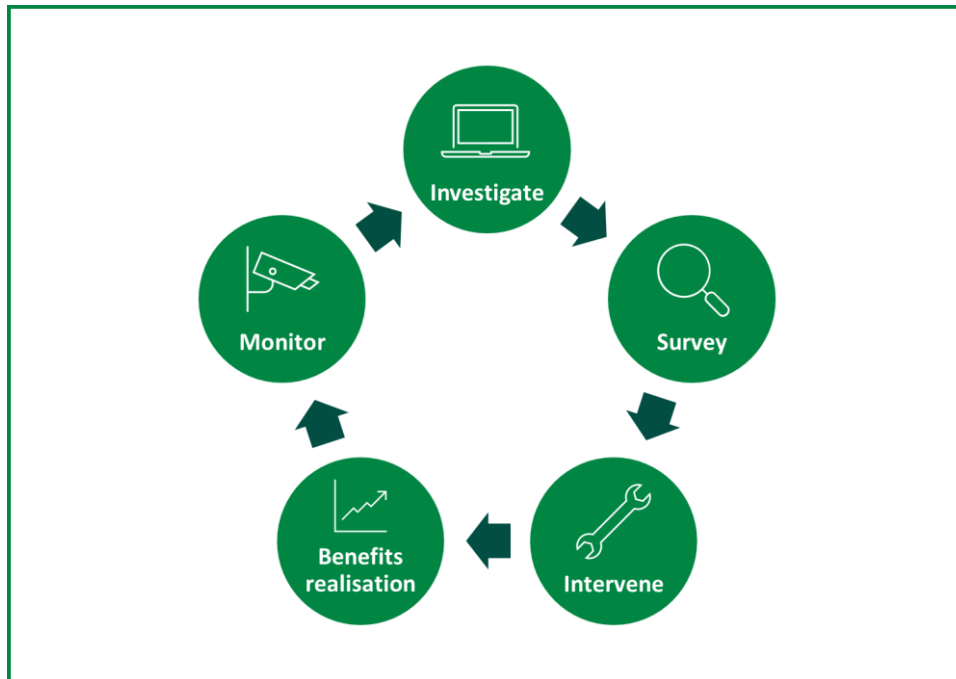 Investigate
Survey
Intervene
Benefits
realisation
Monitor